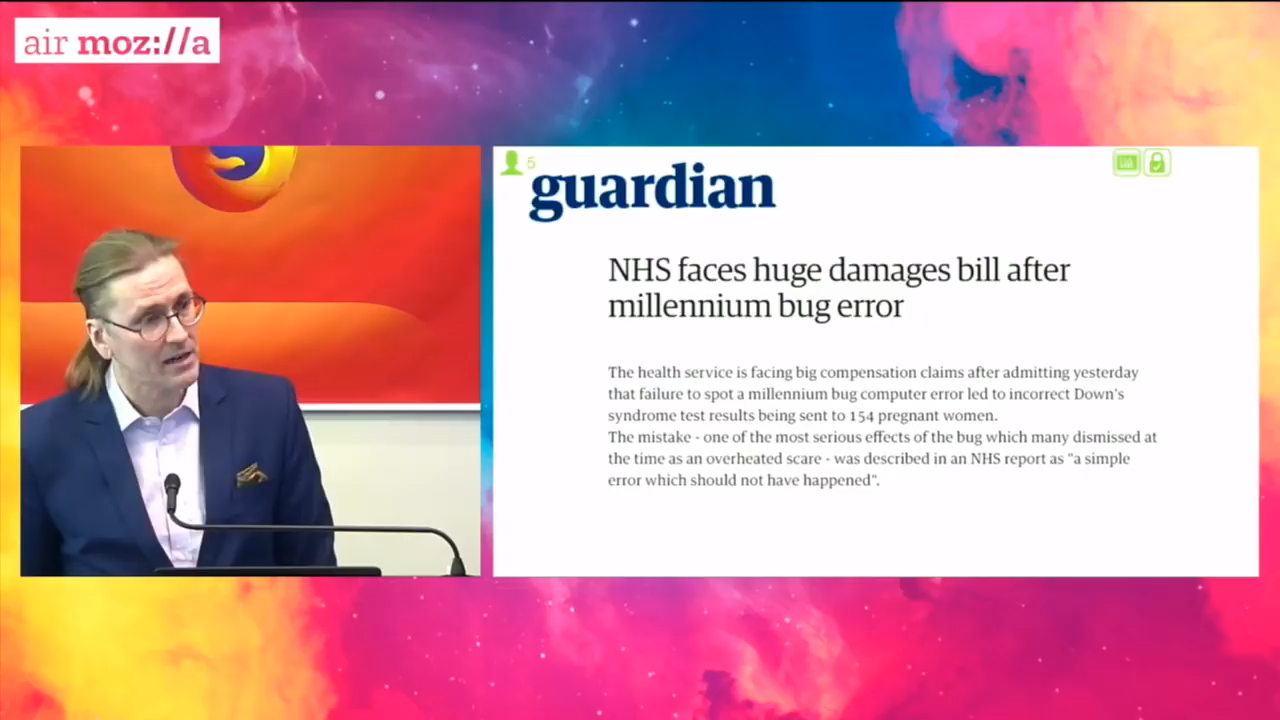 air moz://a
5
guardian
NHS faces huge damages bill after
millennium bug error
The health service is facing big compensation claims after admitting yesterday
that failure to spot a millennium bug computer error led to incorrect Down's
syndrome test results being sent to 154 pregnant women.
The mistake - one of the most serious effects of the bug which many dismissed at
the time as an overheated scare - was described in an NHS report as "a simple
error which should not have happened".